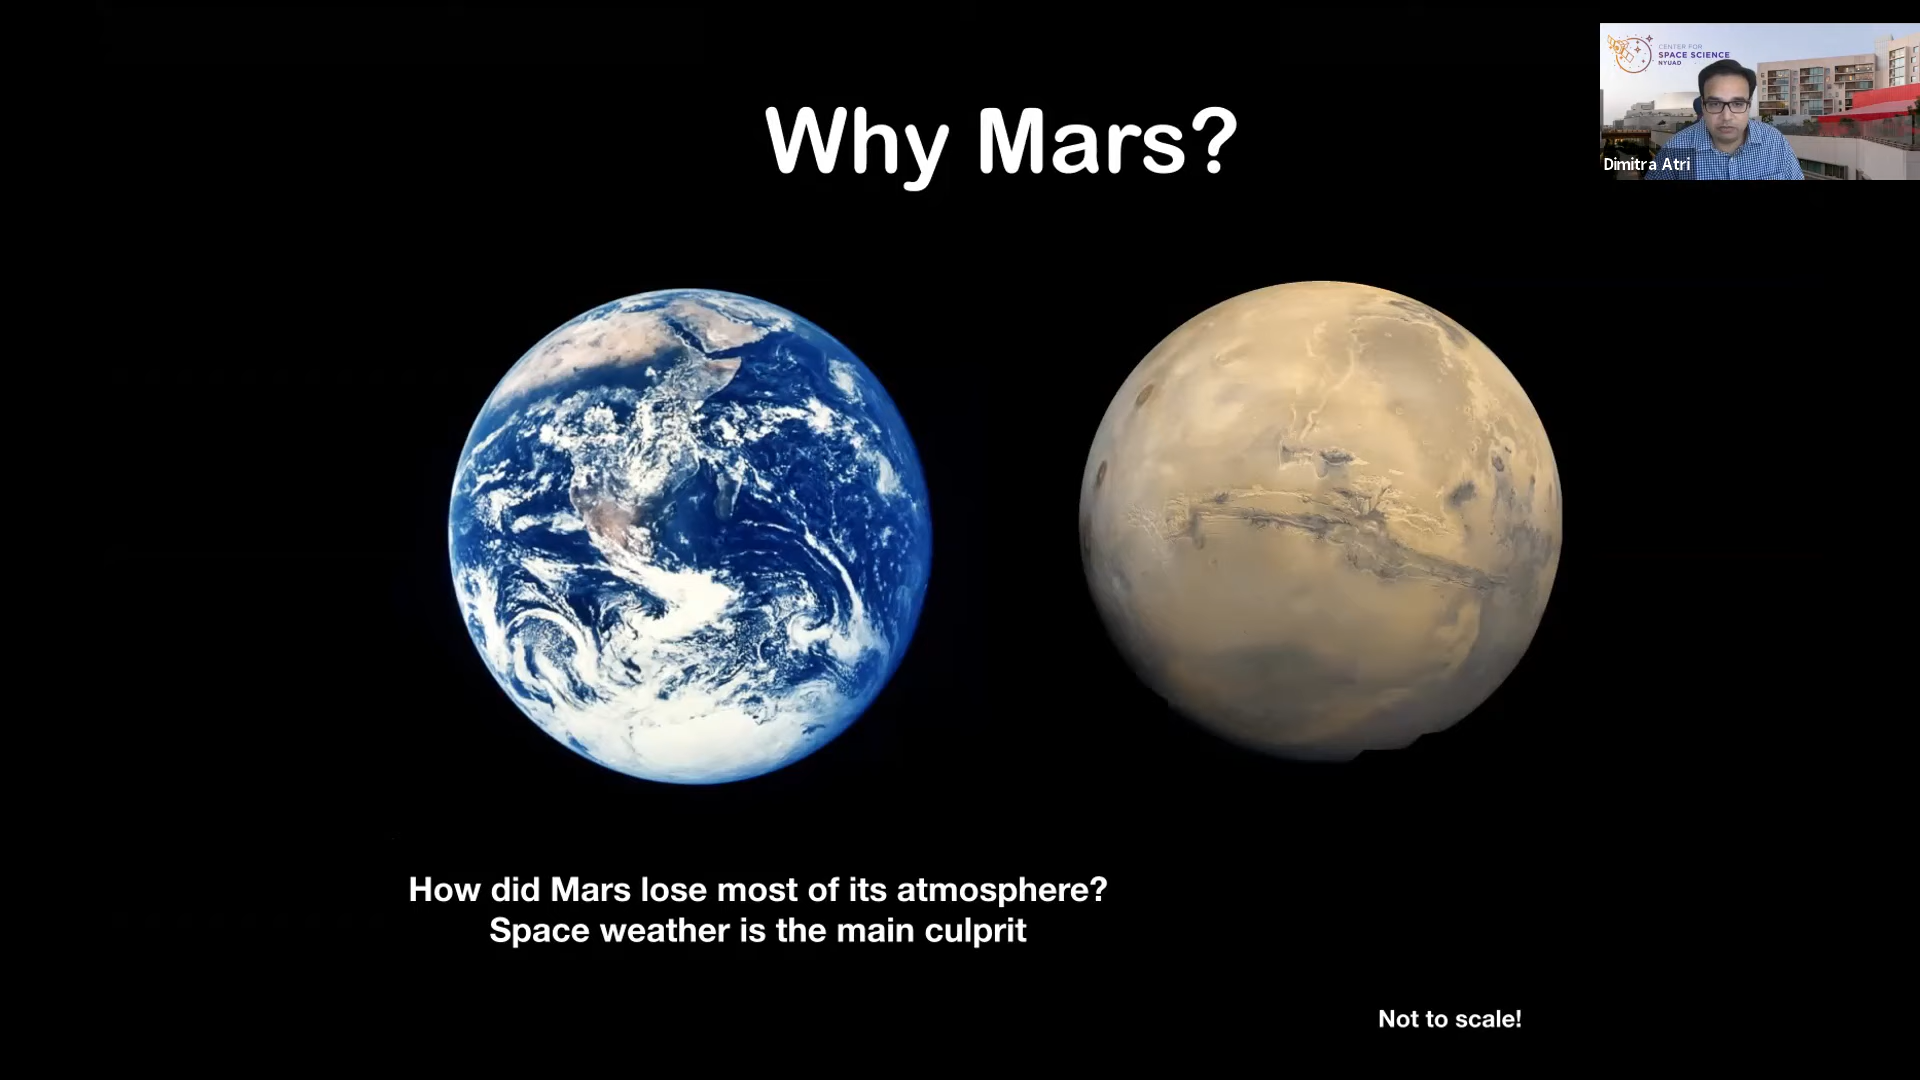 CENTER FOR
SPACE SCIENCE
NYUAD
Dimitra Atri
Why Mars?
How did Mars lose most of its atmosphere?
Space weather is the main culprit
Not to scale!